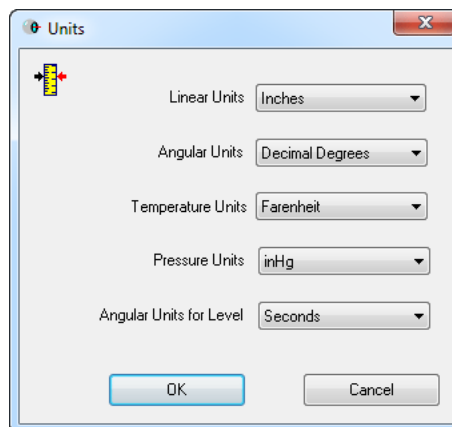 Units
Linear Units Inches
Angular Units Decimal Degrees
Temperature Units Farenheit
Pressure Units inHg
Angular Units for Level Seconds
OK Cancel